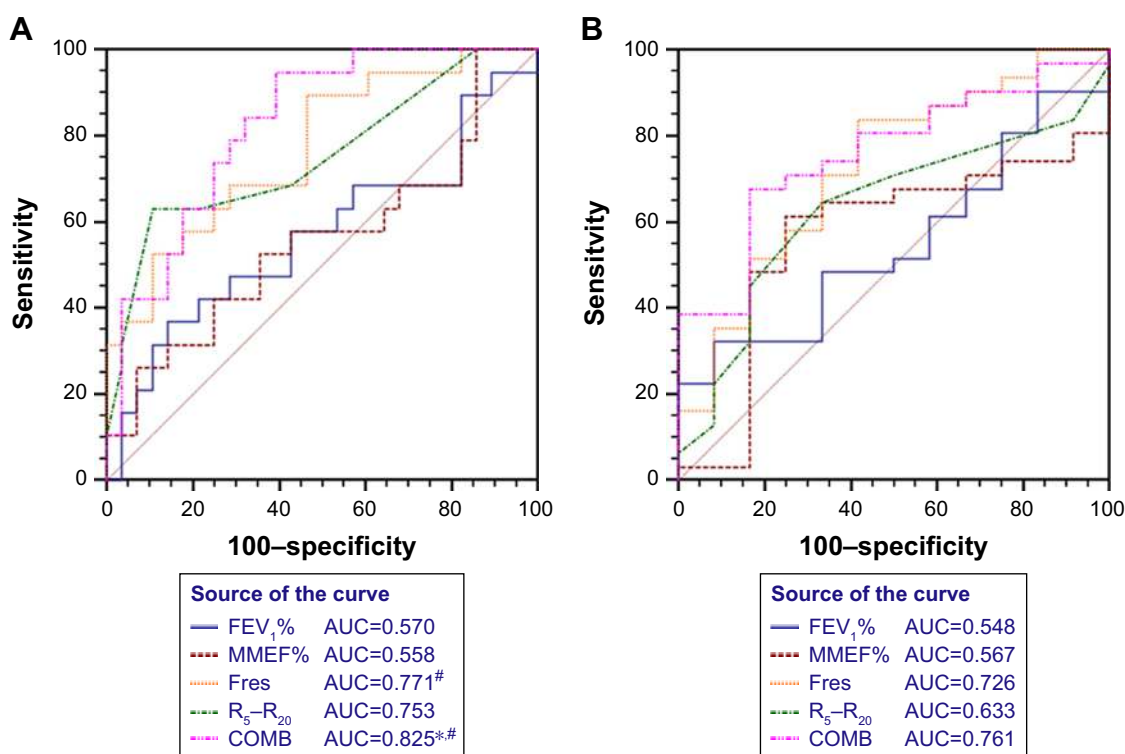 A
Sensitivity
100
80
60
40
20
0
0 20 40 60 80 100
100–specificity
Source of the curve
FEV₁% AUC=0.570
MMEF% AUC=0.558
Fres AUC=0.771#
R₅–R₂₀ AUC=0.753
COMB AUC=0.825*,#
B
Sensitivity
100
80
60
40
20
0
0 20 40 60 80 100
100–specificity
Source of the curve
FEV₁% AUC=0.548
MMEF% AUC=0.567
Fres AUC=0.726
R₅–R₂₀ AUC=0.633
COMB AUC=0.761